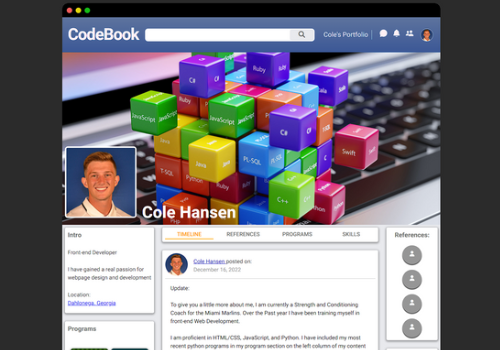 CodeBook
Cole's Portfolio
Ruby
C#
Ruby
Java
Scala
Ruby
JavaScript
JavaScript
JavaScript
C#
Java
PL-SQL
Swift
T-SQL
Ruby
C++
Cole Hansen
Intro
Front-end Developer
I have gained a real passion for
webpage design and development
Location:
Dahlonega, Georgia
Programs
TIMELINE REFERENCES PROGRAMS SKILLS
Cole Hansen posted on:
December 16, 2022
Update:
To give you a little more about me, I am currently a Strength and Conditioning
Coach for the Miami Marlins. Over the Past year I have been training myself in
front-end Web Development.
I am proficient in HTML/CSS, JavaScript, and Python. I have included my most
recent python programs in my program section on the left column of my content
References: